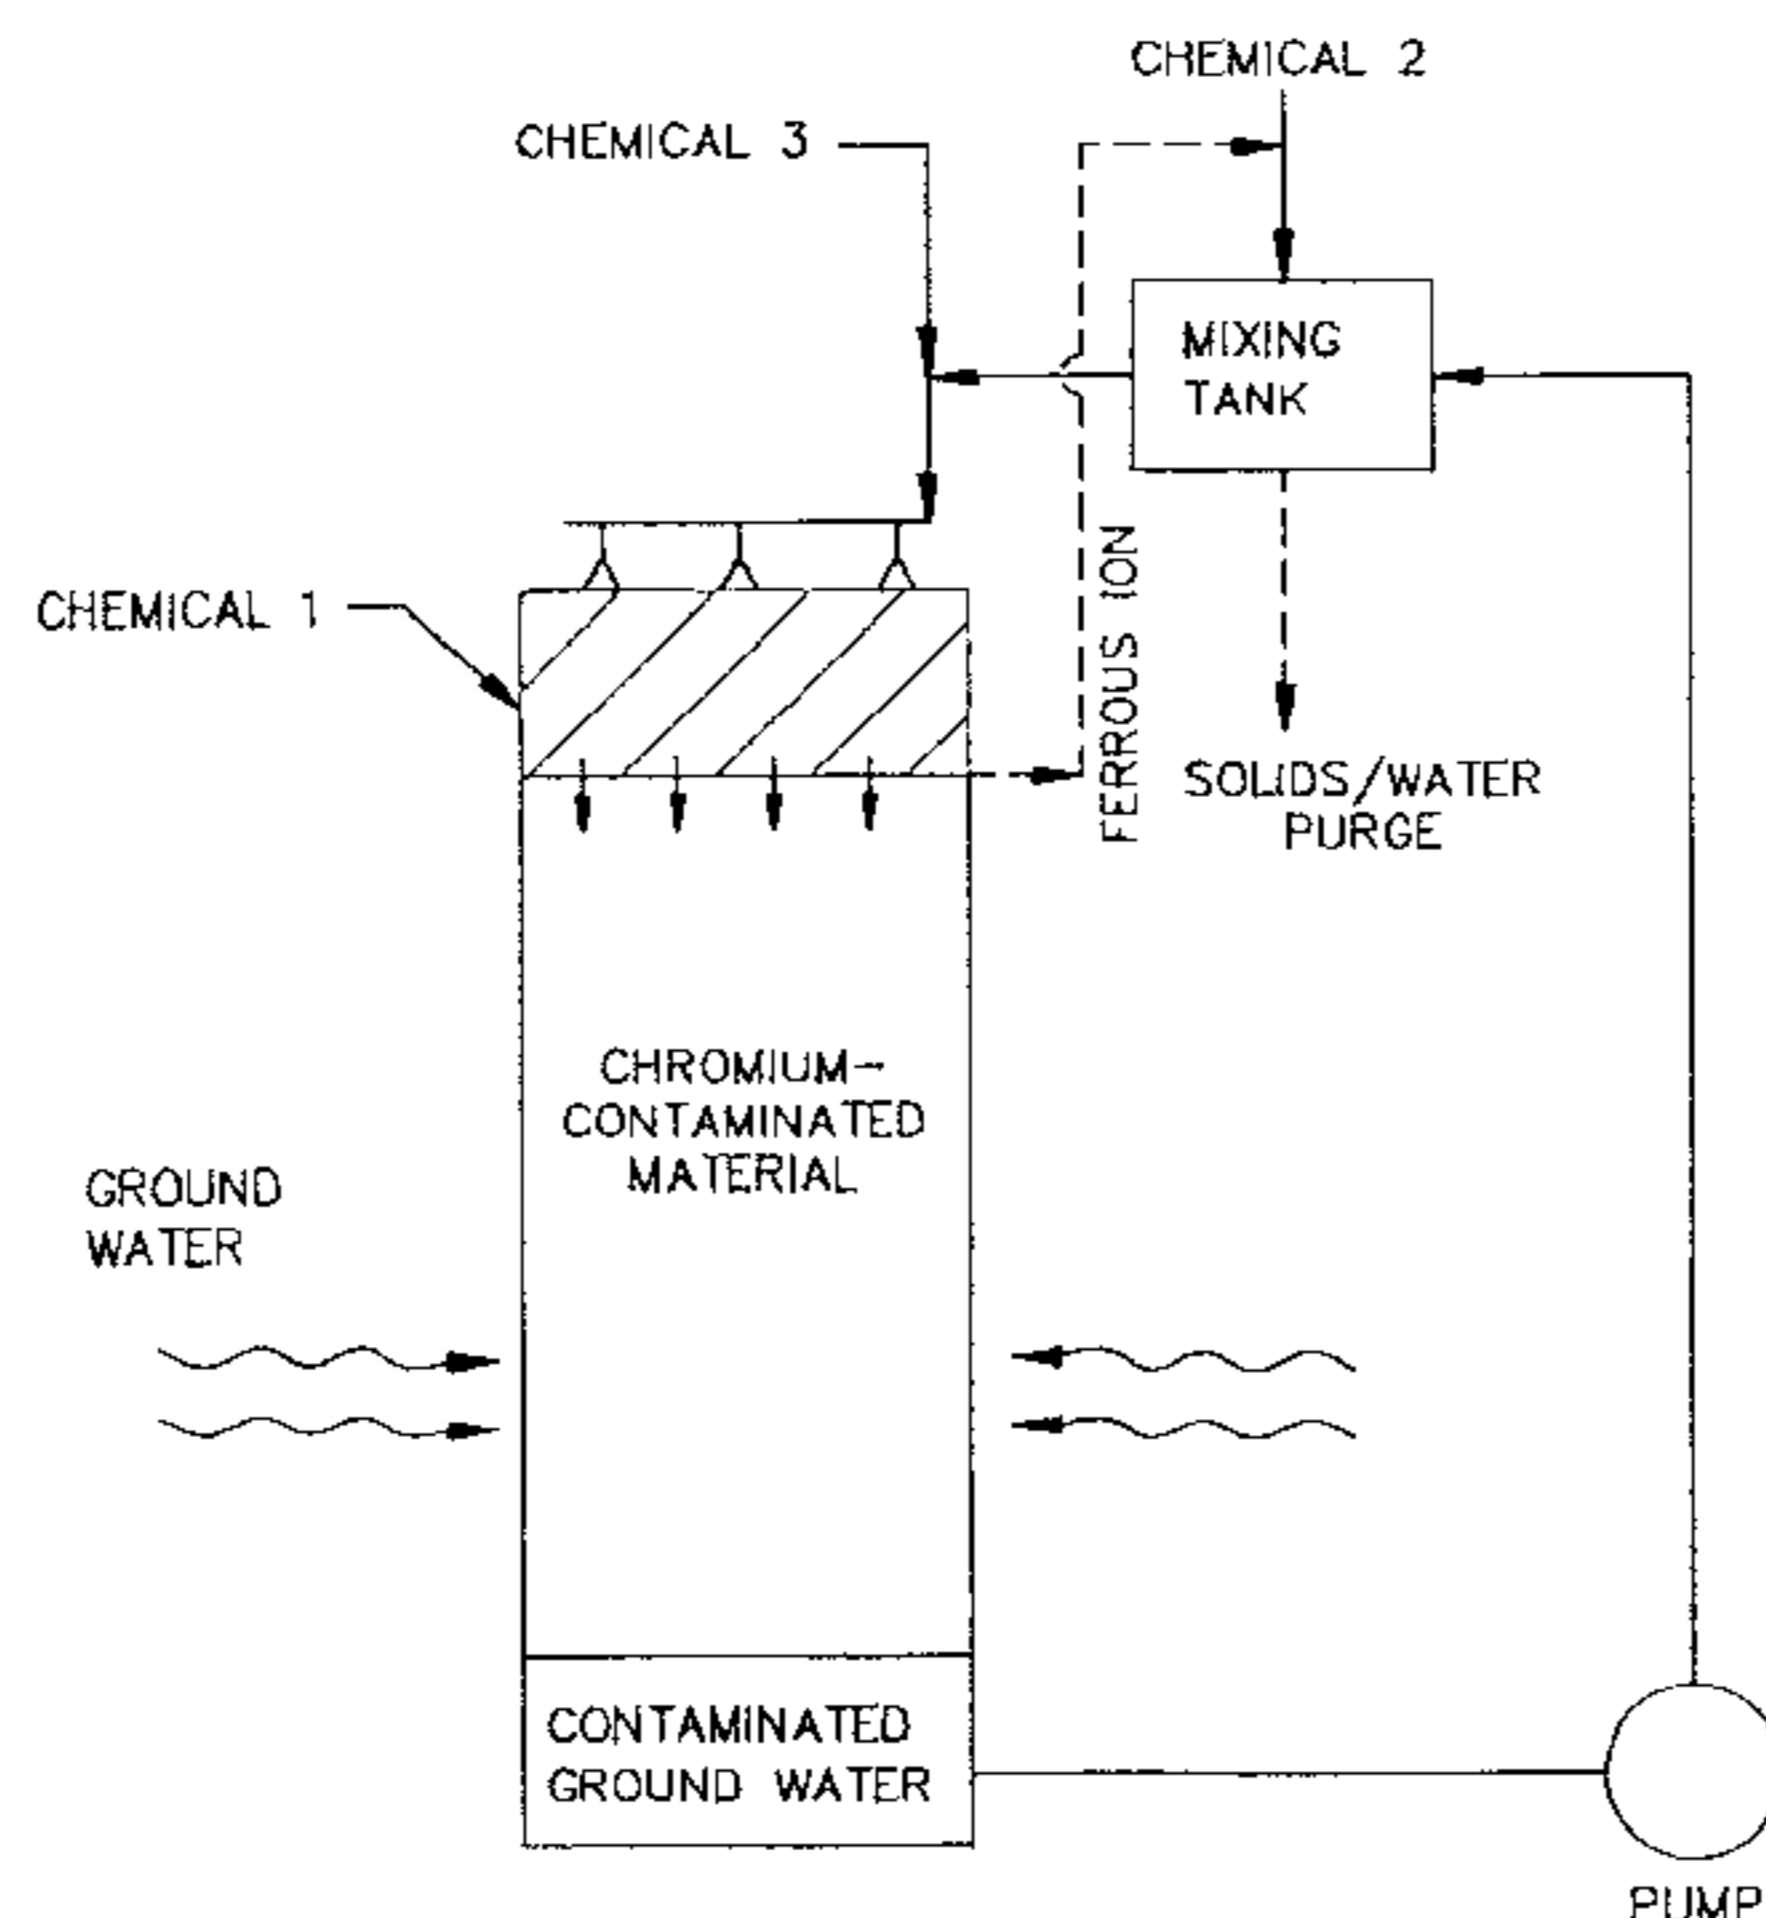 CHEMICAL 2
CHEMICAL 3
MIXING
TANK
CHEMICAL 1
FERROUS ION
SOLIDS/WATER
PURGE
CHROMIUM-
CONTAMINATED
MATERIAL
GROUND
WATER
CONTAMINATED
GROUND WATER
PUMP